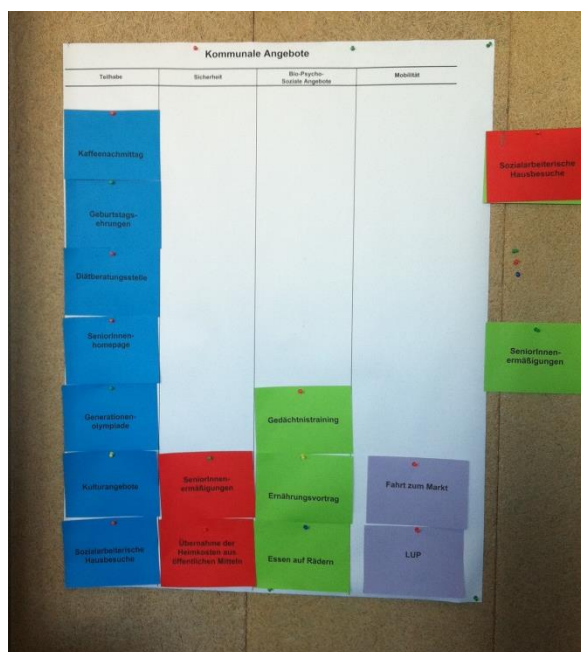 Kommunale Angebote
Teilhabe
Sicherheit
Bio-Psycho-
Soziale Angebote
Mobilität
Kaffeenachmittag
Geburtstags-
ehrungen
Diätberatungsstelle
SeniorInnen-
homepage
Generationen-
olympiade
Kulturangebote
Sozialarbeiterische
Hausbesuche
SeniorInnen-
ermäßigungen
Übernahme der
Heimkosten aus
öffentlichen Mitteln
Gedächtnistraining
Ernährungsvortrag
Essen auf Rädern
Fahrt zum Markt
LUP
Sozialarbeiterische
Hausbesuche
SeniorInnen-
ermäßigungen